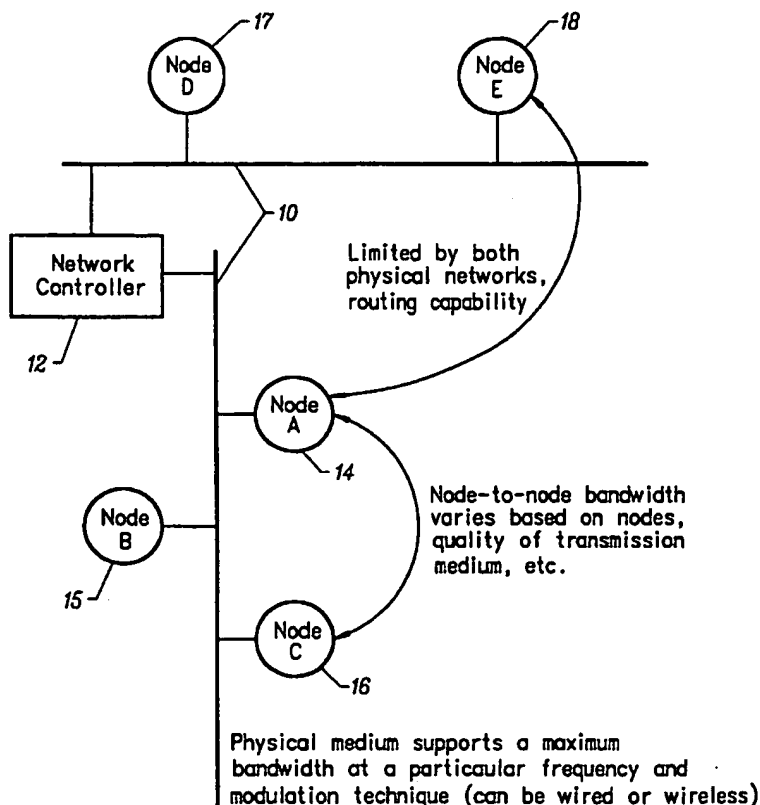 17
18
Node
D
Node
E
10
Network
Controller
12
Limited by both
physical networks,
routing capability
Node
A
14
Node-to-node bandwidth
varies based on nodes,
quality of transmission
medium, etc.
Node
B
15
Node
C
16
Physical medium supports a maximum
bandwidth at a particaular frequency and
modulation technique (can be wired or wireless)